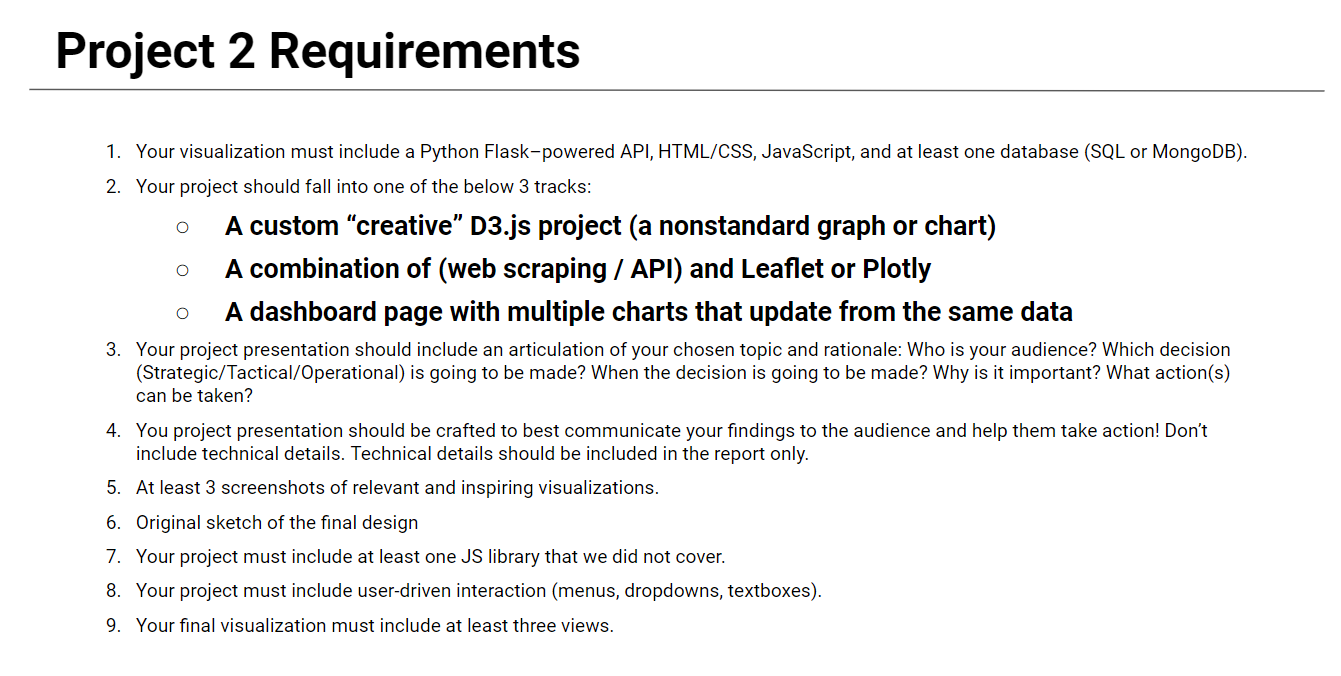 Project 2 Requirements
1. Your visualization must include a Python Flask–powered API, HTML/CSS, JavaScript, and at least one database (SQL or MongoDB).
2. Your project should fall into one of the below 3 tracks:
○ A custom “creative” D3.js project (a nonstandard graph or chart)
○ A combination of (web scraping / API) and Leaflet or Plotly
○ A dashboard page with multiple charts that update from the same data
3. Your project presentation should include an articulation of your chosen topic and rationale: Who is your audience? Which decision
(Strategic/Tactical/Operational) is going to be made? When the decision is going to be made? Why is it important? What action(s)
can be taken?
4. You project presentation should be crafted to best communicate your findings to the audience and help them take action! Don’t
include technical details. Technical details should be included in the report only.
5. At least 3 screenshots of relevant and inspiring visualizations.
6. Original sketch of the final design
7. Your project must include at least one JS library that we did not cover.
8. Your project must include user-driven interaction (menus, dropdowns, textboxes).
9. Your final visualization must include at least three views.